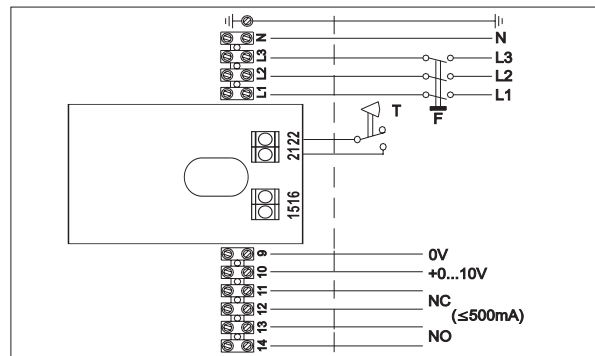 N N
L3 L3
L2 L2
L1 L1
T
F
2122
1516
9 0V
10 +0...10V
11
NC
12 (≤500mA)
13
NO
14